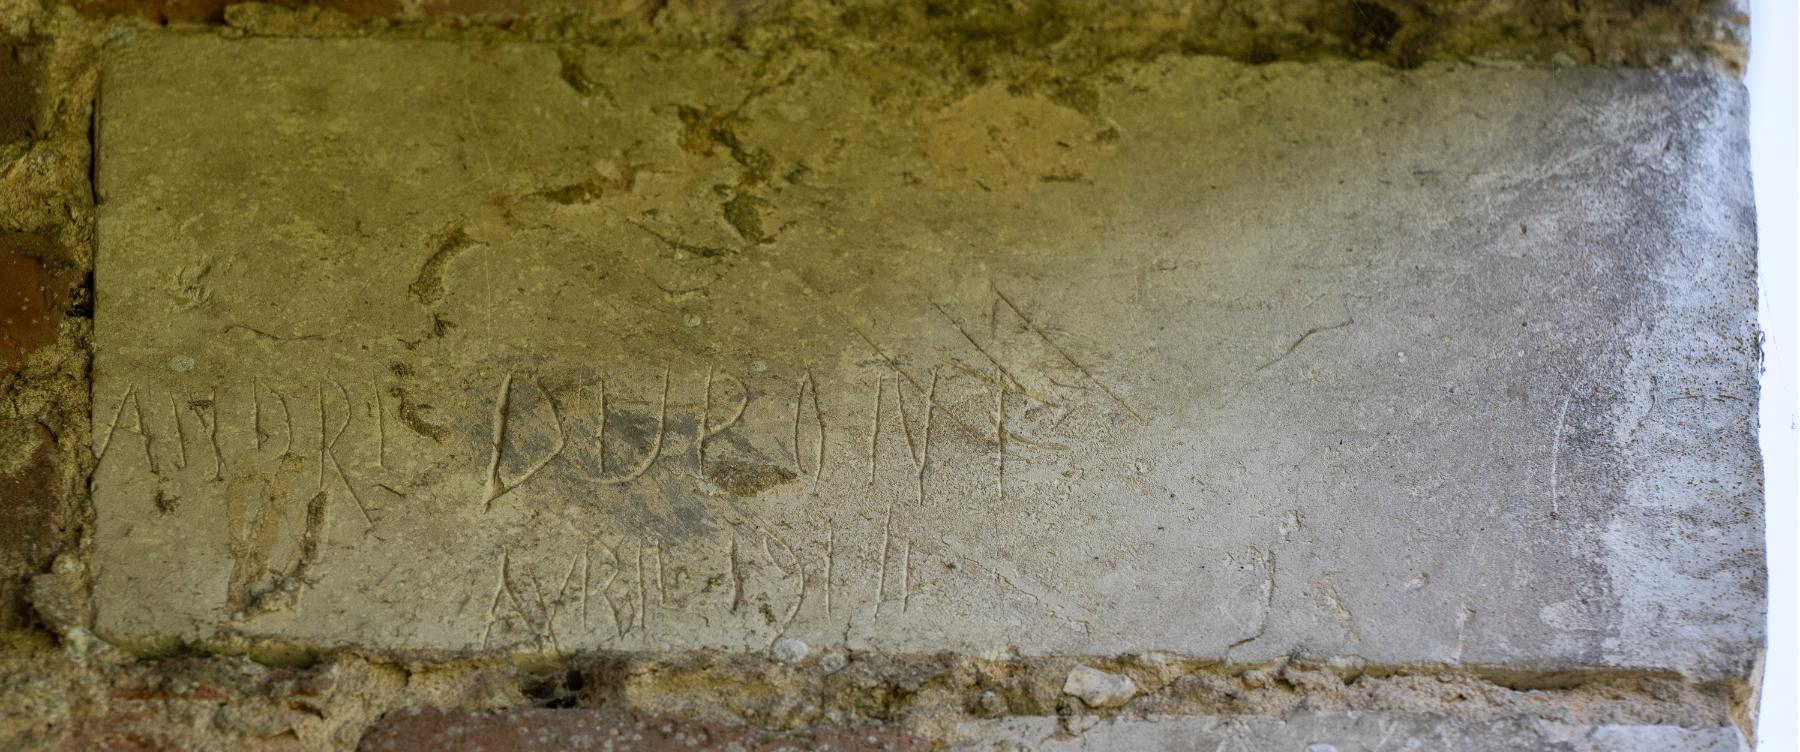 ANDRE DUPONT
AVRIL 1914